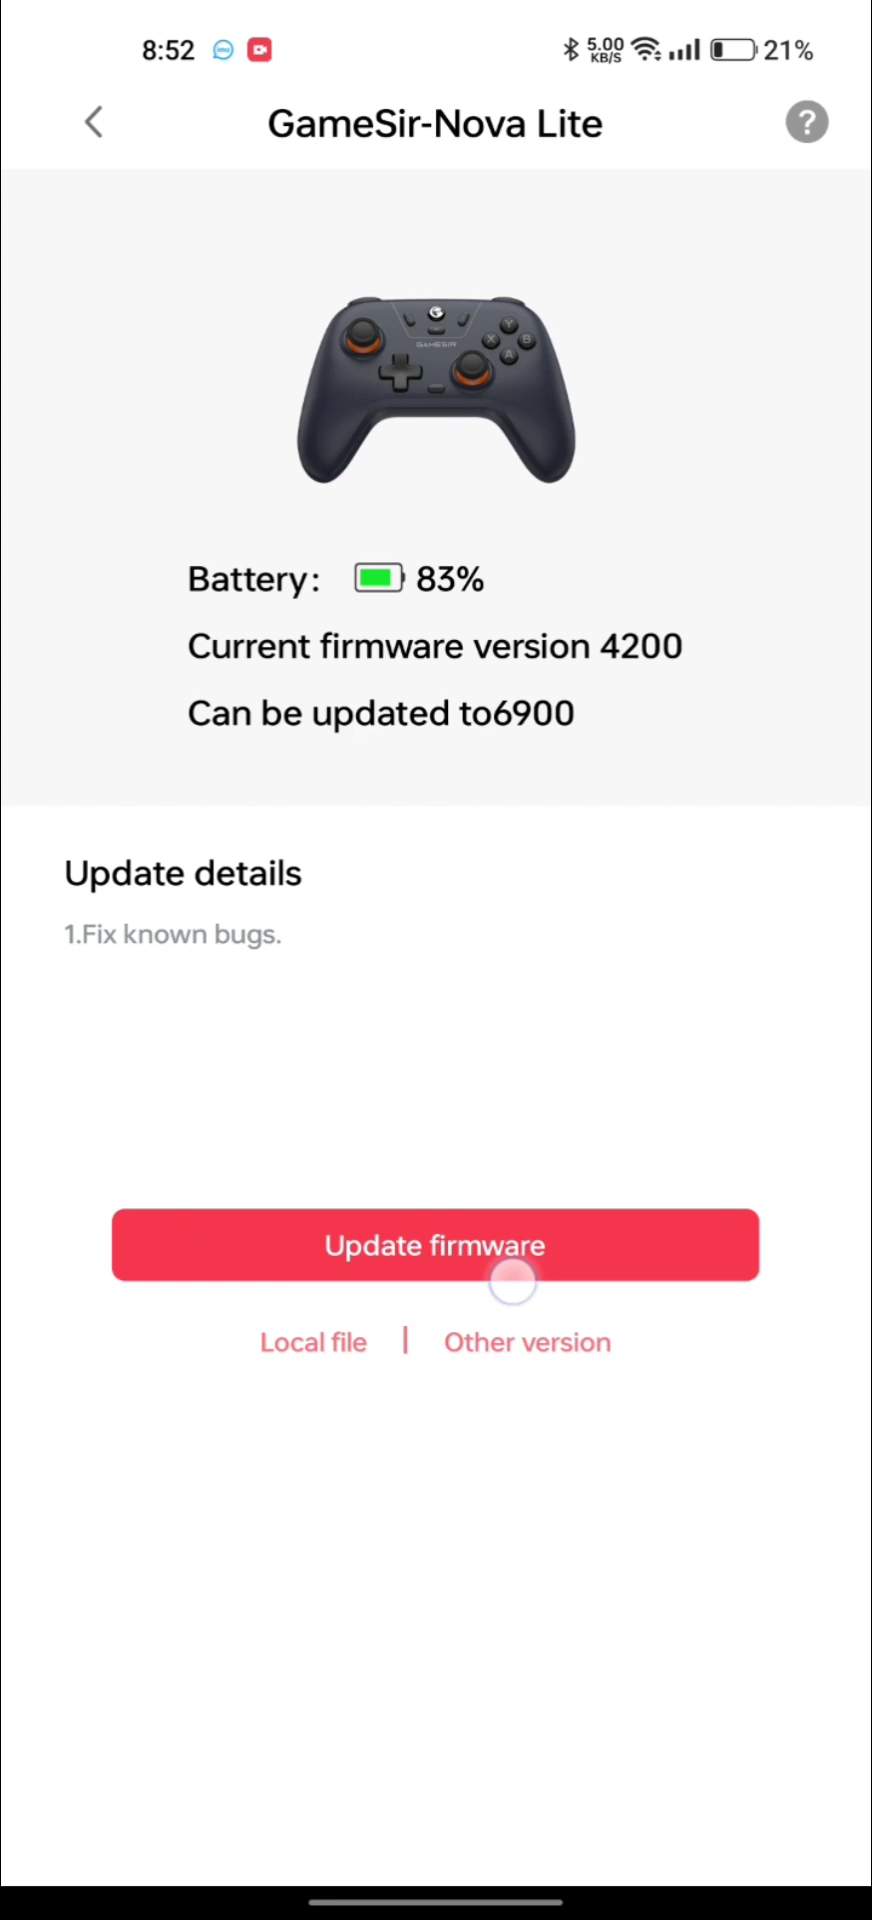 8:52 5.00 KB/S 21%
GameSir-Nova Lite ?
GAMESIR
Y
X B
A
Battery: 83%
Current firmware version 4200
Can be updated to6900
Update details
1.Fix known bugs.
Update firmware
Local file | Other version